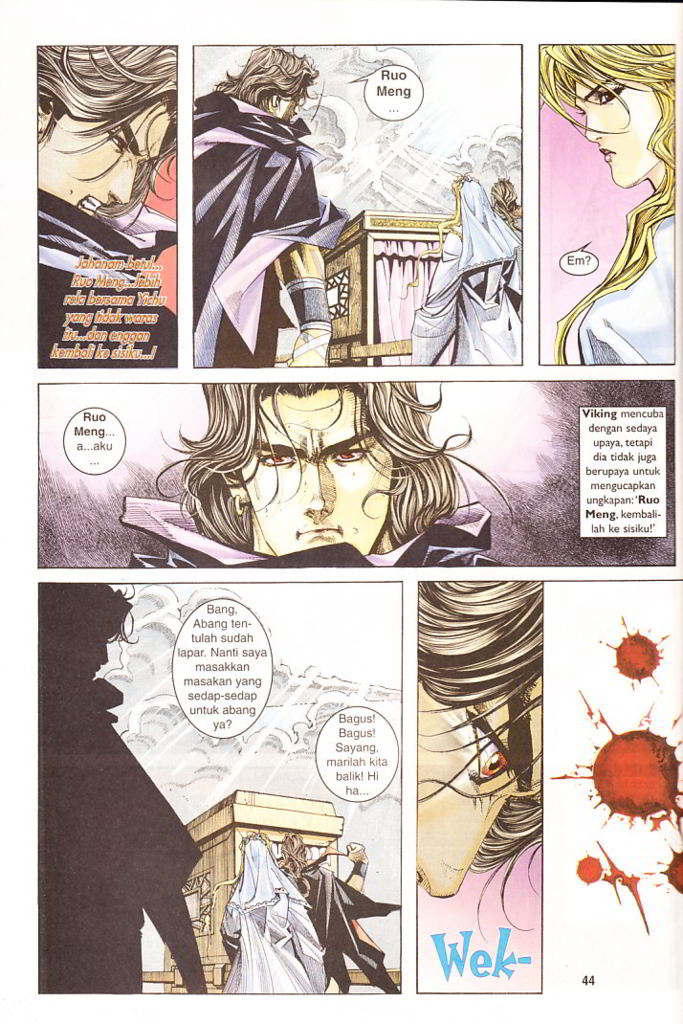 Jahanam betul...
Ruo Meng...lebih
rela bersama Yichu
yang tidak waras
itu...dan enggan
kembali ke sisiku...!
Ruo
Meng
...
Em?
Ruo
Meng...
a...aku
...
Viking mencuba
dengan sedaya
upaya, tetapi
dia tidak juga
berupaya untuk
mengucapkan
ungkapan: 'Ruo
Meng, kembali-
lah ke sisiku!'
Bang,
Abang ten-
tulah sudah
lapar. Nanti saya
masakkan
masakan yang
sedap-sedap
untuk abang
ya?
Bagus!
Bagus!
Sayang,
marilah kita
balik! Hi
ha...
Wek-
44